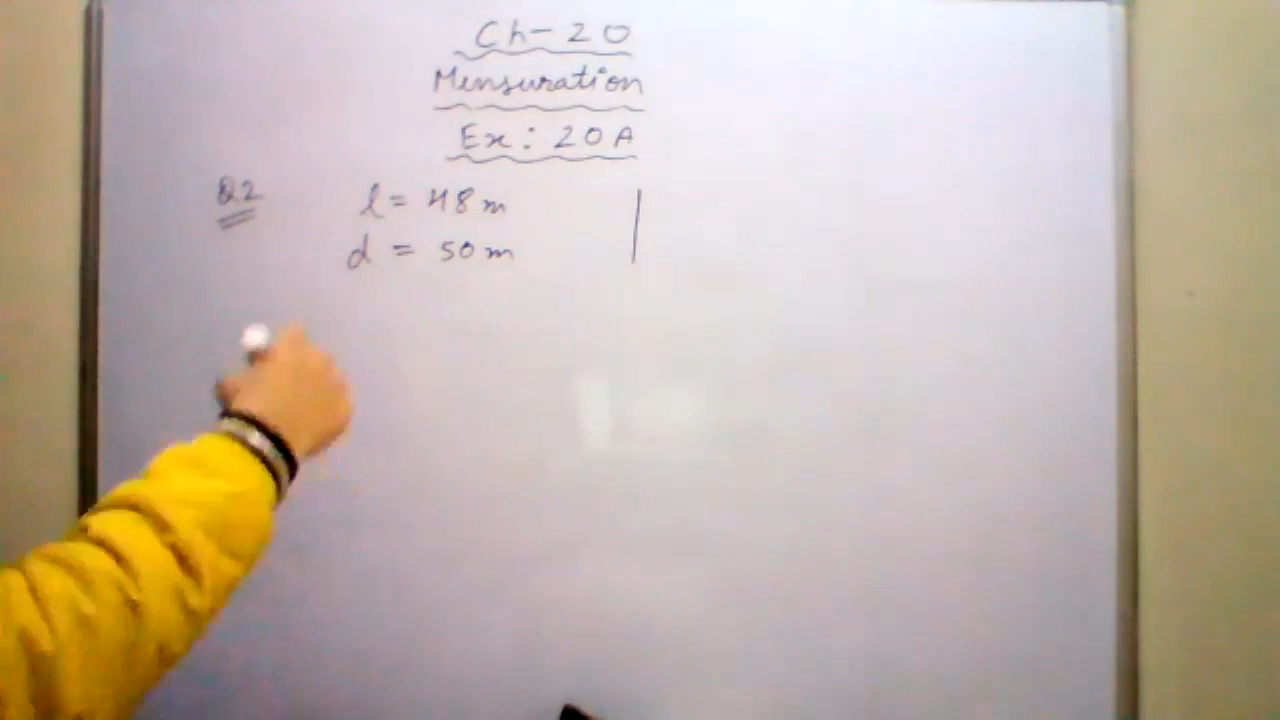 Ch-20
Mensuration
Ex: 20A
Q2 l = 48 m
d = 50 m